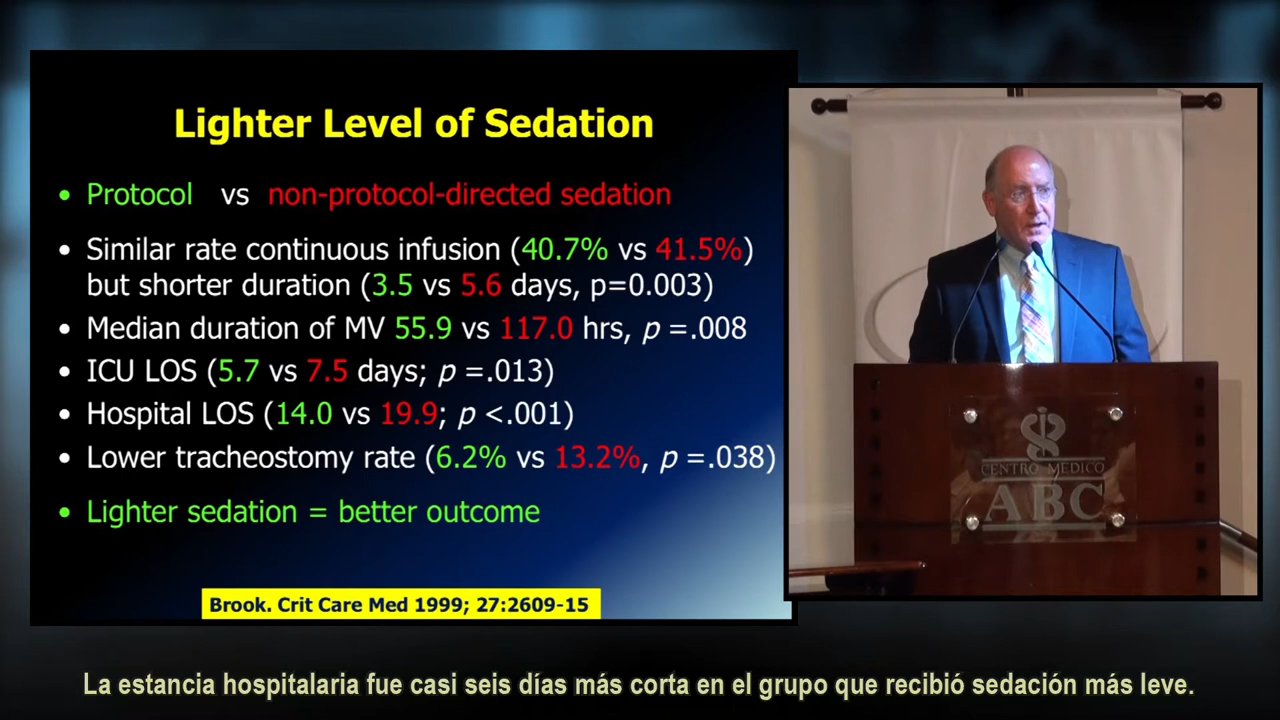 Lighter Level of Sedation
• Protocol vs non-protocol-directed sedation
• Similar rate continuous infusion (40.7% vs 41.5%)
but shorter duration (3.5 vs 5.6 days, p=0.003)
• Median duration of MV 55.9 vs 117.0 hrs, p =.008
• ICU LOS (5.7 vs 7.5 days; p =.013)
• Hospital LOS (14.0 vs 19.9; p <.001)
• Lower tracheostomy rate (6.2% vs 13.2%, p =.038)
• Lighter sedation = better outcome
Brook. Crit Care Med 1999; 27:2609-15
CENTRO MEDICO
ABC
La estancia hospitalaria fue casi seis días más corta en el grupo que recibió sedación más leve.